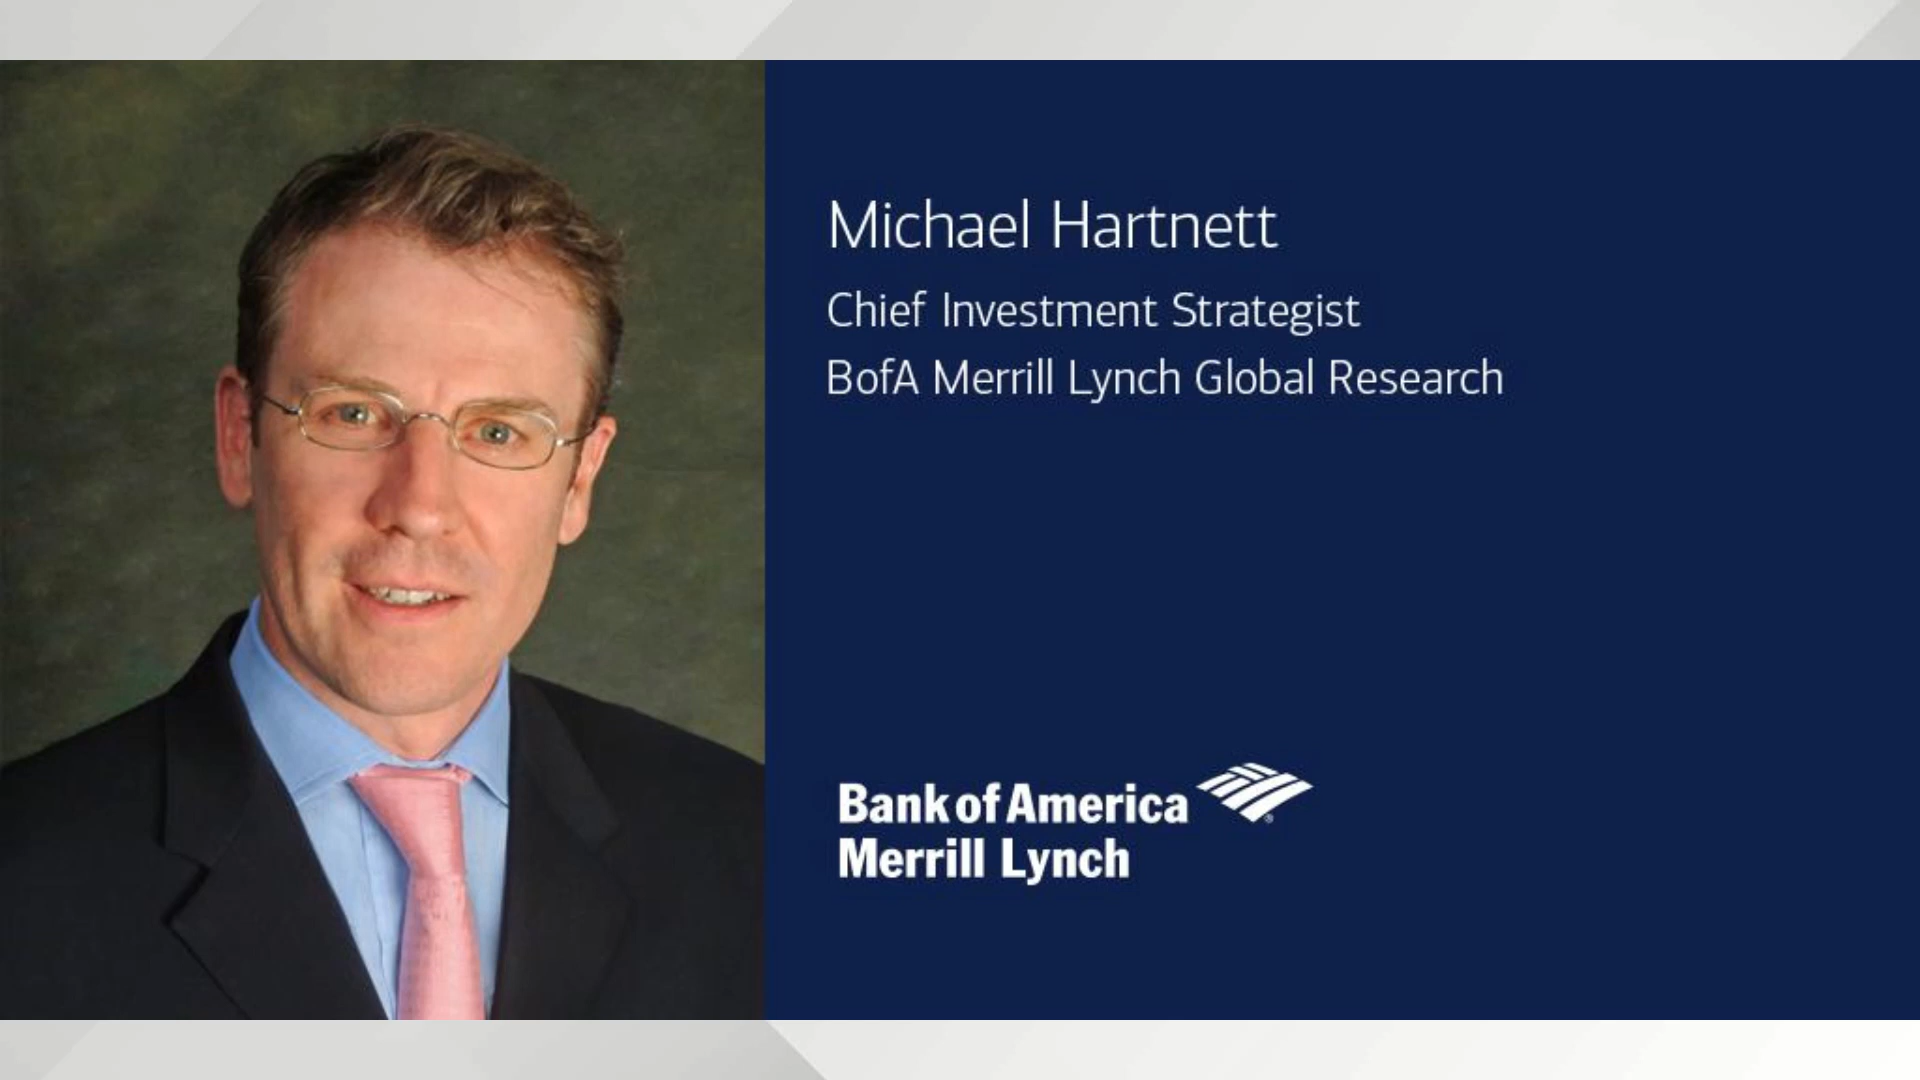 Michael Hartnett
Chief Investment Strategist
BofA Merrill Lynch Global Research
Bank of America
Merrill Lynch